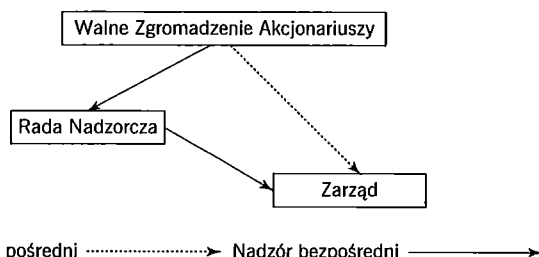 Walne Zgromadzenie Akcjonariuszy
Rada Nadzorcza
Zarząd
pośredni Nadzór bezpośredni